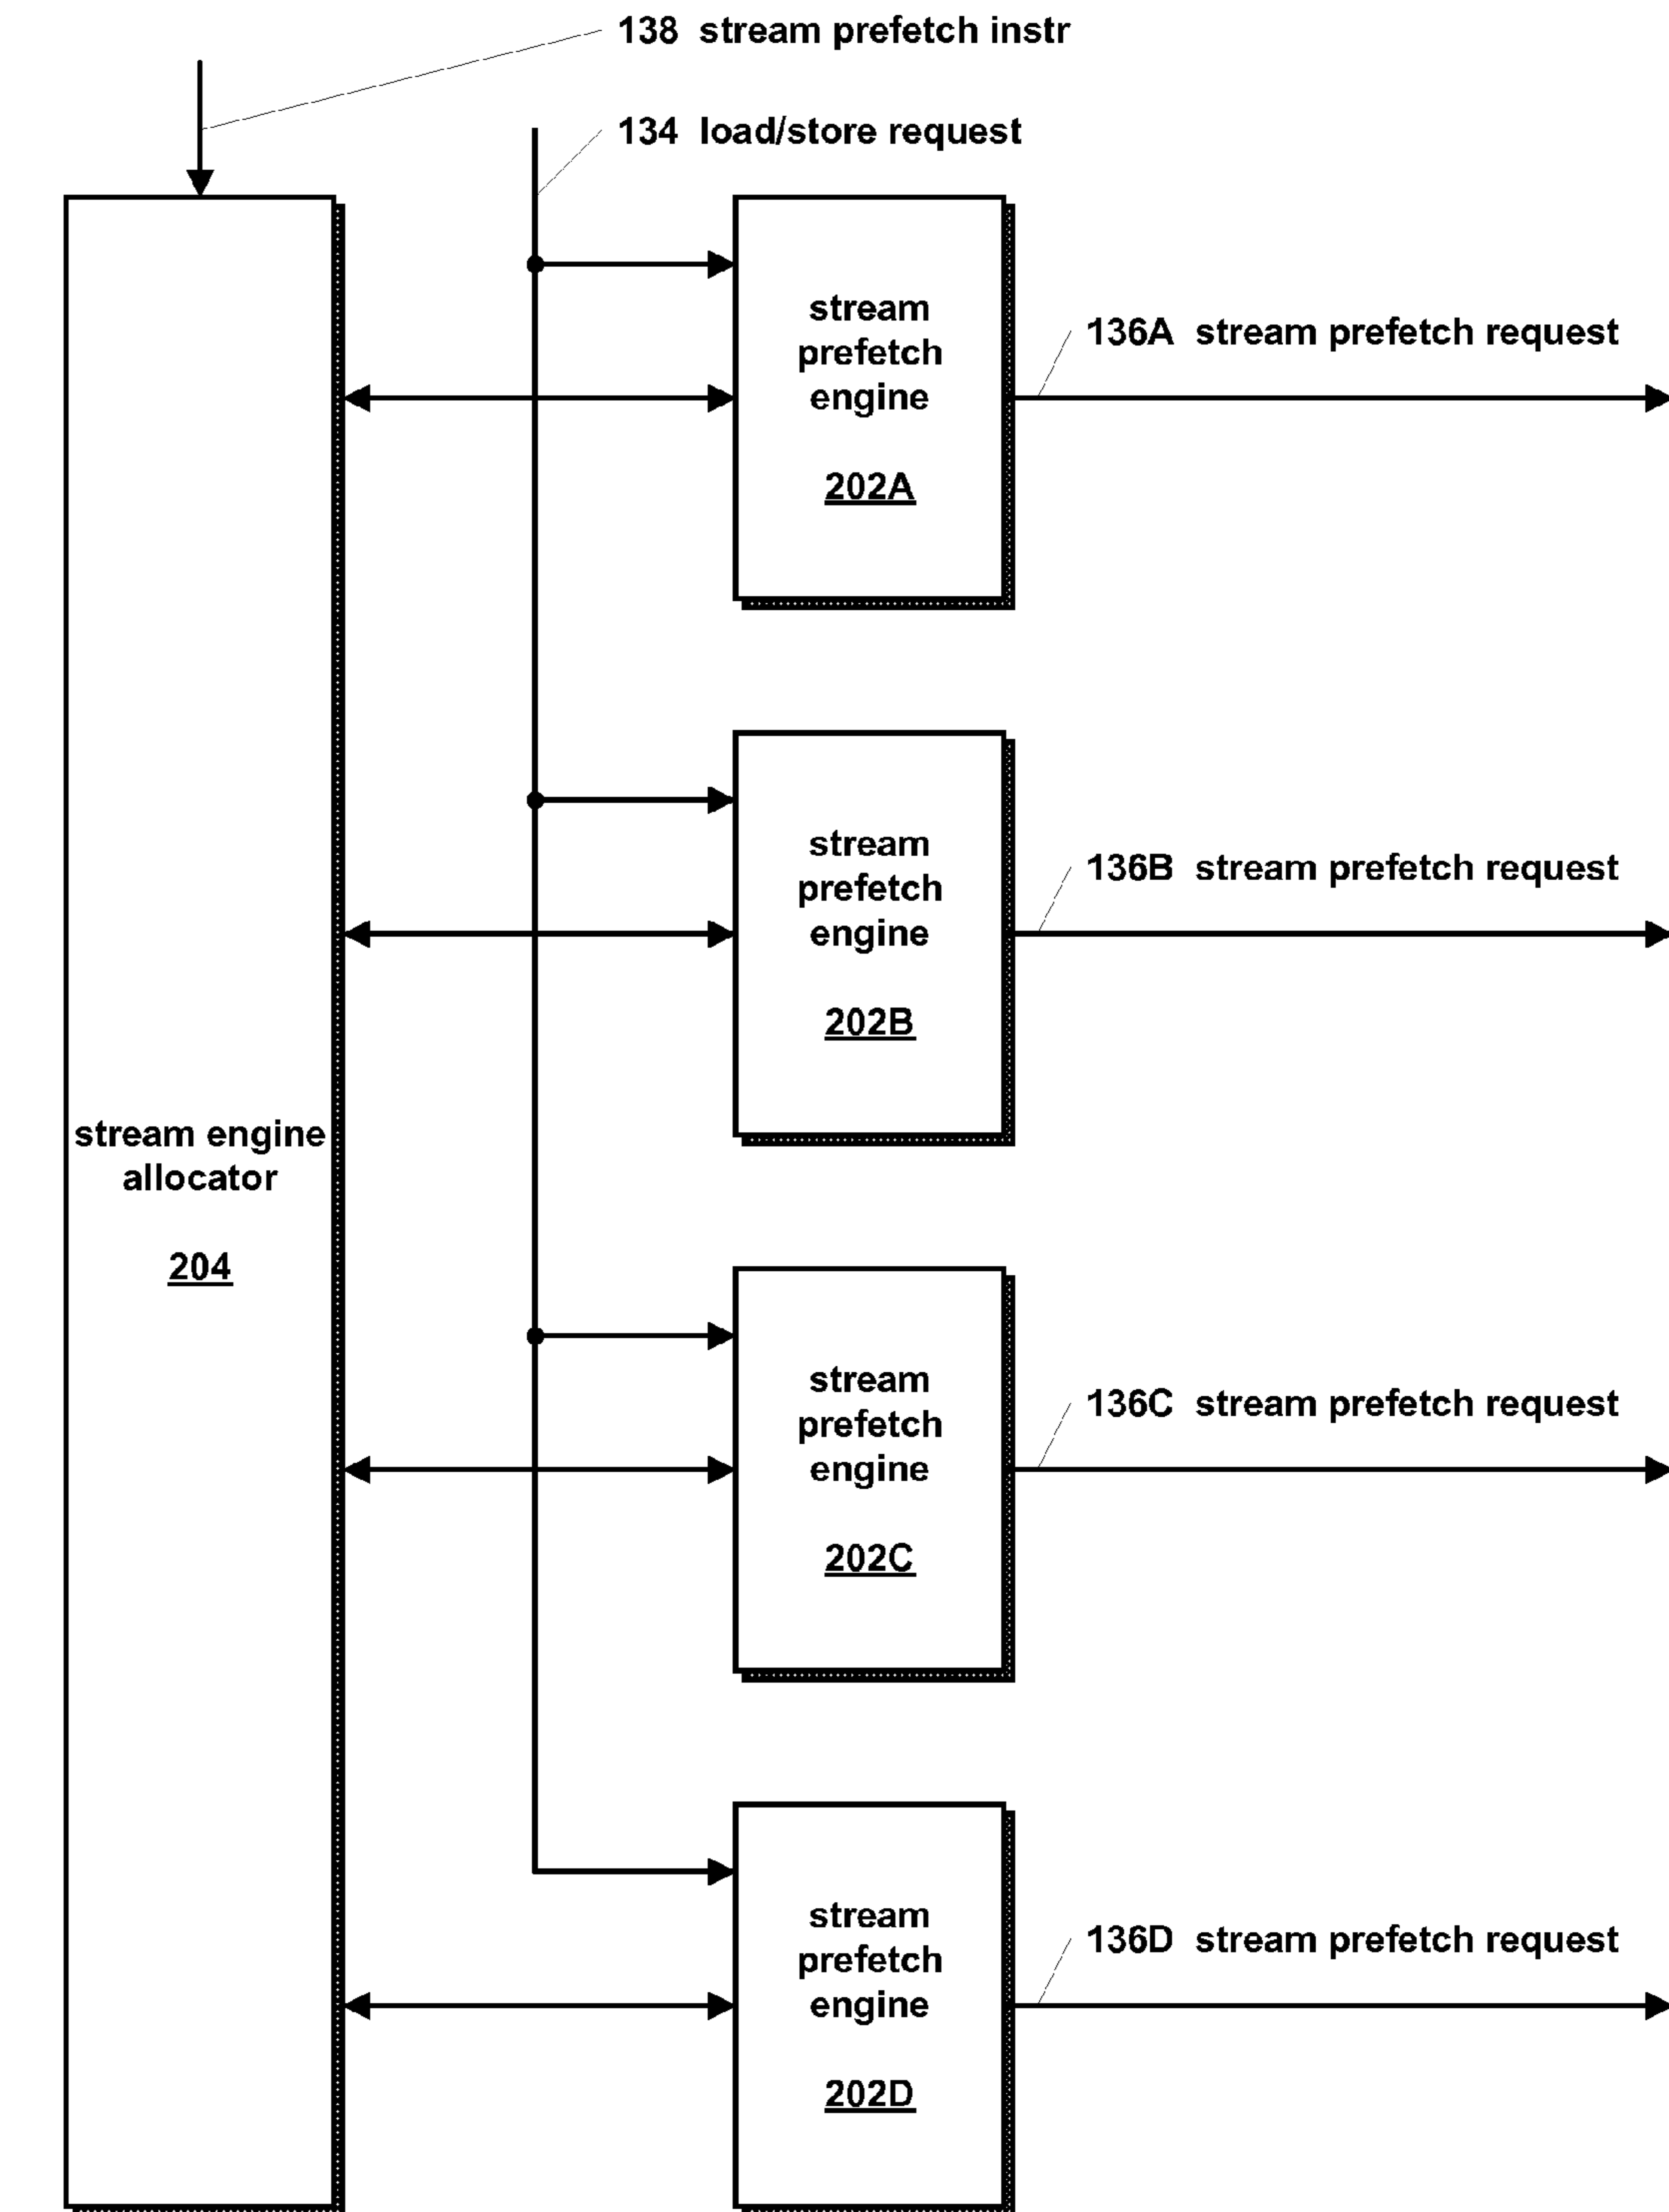 138 stream prefetch instr
134 load/store request
stream
prefetch
engine
202A
136A stream prefetch request
stream
prefetch
engine
202B
136B stream prefetch request
stream engine
allocator
204
stream
prefetch
engine
202C
136C stream prefetch request
stream
prefetch
engine
202D
136D stream prefetch request